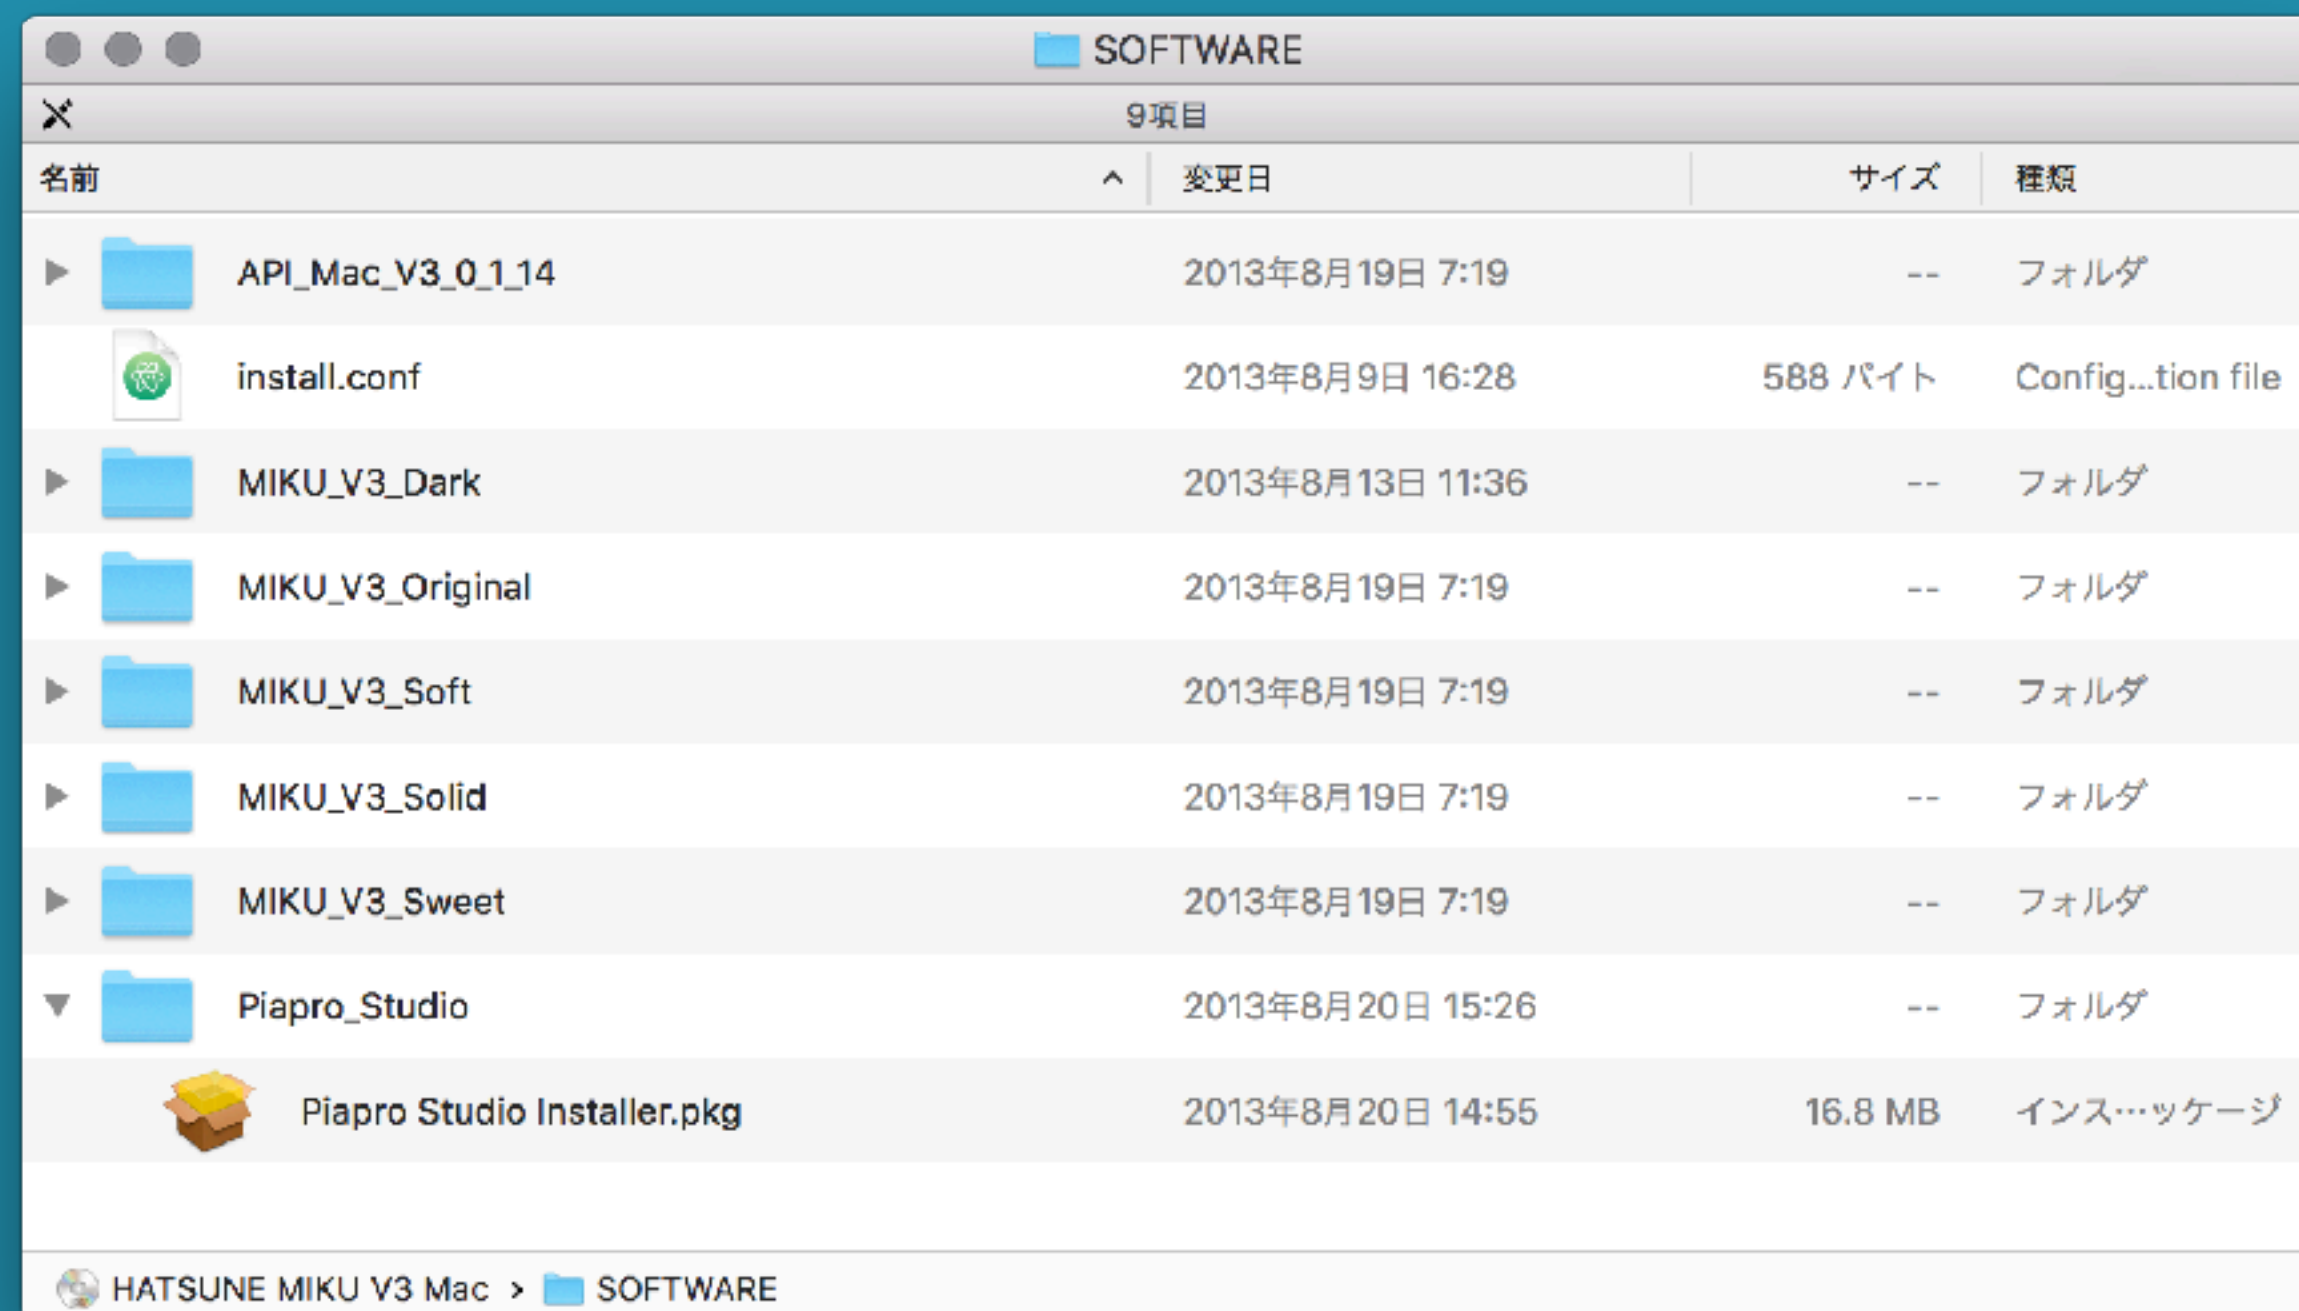 SOFTWARE
9項目
名前 変更日 サイズ 種類
API_Mac_V3_0_1_14 2013年8月19日 7:19 -- フォルダ
install.conf 2013年8月9日 16:28 588 バイト Config...tion file
MIKU_V3_Dark 2013年8月13日 11:36 -- フォルダ
MIKU_V3_Original 2013年8月19日 7:19 -- フォルダ
MIKU_V3_Soft 2013年8月19日 7:19 -- フォルダ
MIKU_V3_Solid 2013年8月19日 7:19 -- フォルダ
MIKU_V3_Sweet 2013年8月19日 7:19 -- フォルダ
Piapro_Studio 2013年8月20日 15:26 -- フォルダ
Piapro Studio Installer.pkg 2013年8月20日 14:55 16.8 MB インス…ッケージ
HATSUNE MIKU V3 Mac › SOFTWARE